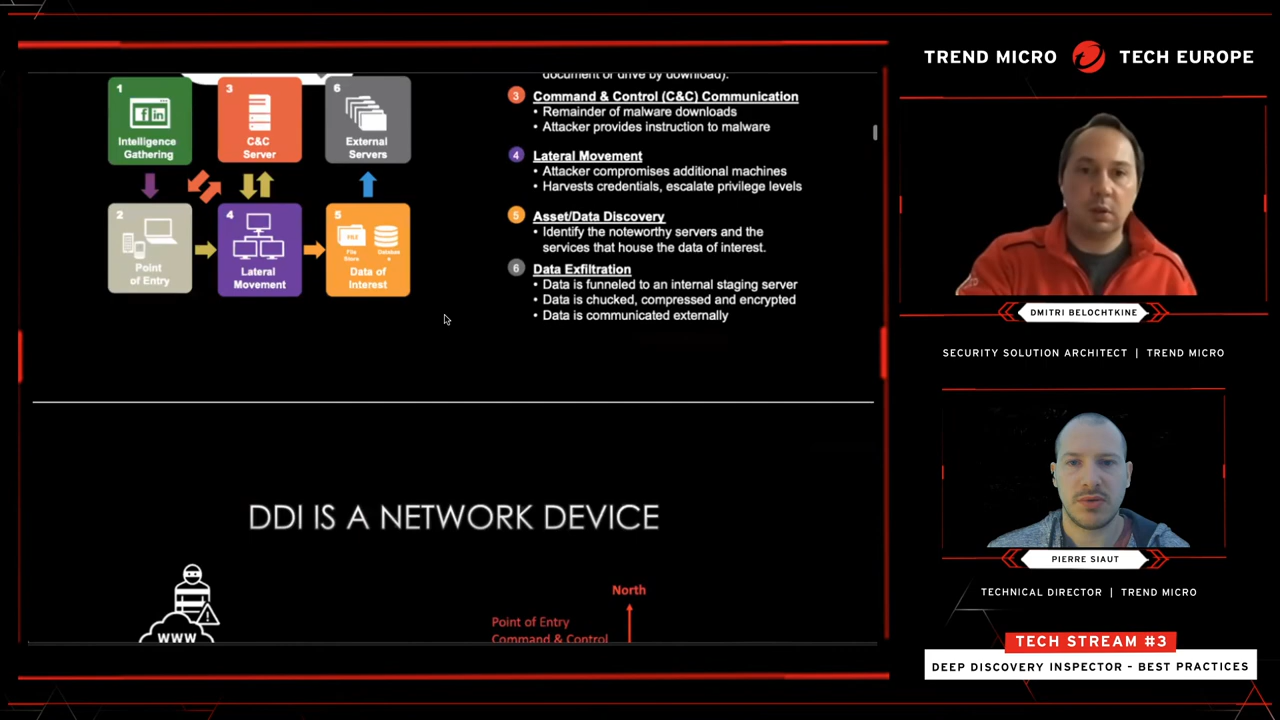 1
Intelligence
Gathering
3
C&C
Server
6
External
Servers
2
Point
of Entry
4
Lateral
Movement
5
FILE
File
Store
Databas
e
Data of
Interest
document or drive by download).
3 Command & Control (C&C) Communication
• Remainder of malware downloads
• Attacker provides instruction to malware
4 Lateral Movement
• Attacker compromises additional machines
• Harvests credentials, escalate privilege levels
5 Asset/Data Discovery
• Identify the noteworthy servers and the
services that house the data of interest.
6 Data Exfiltration
• Data is funneled to an internal staging server
• Data is chucked, compressed and encrypted
• Data is communicated externally
DDI IS A NETWORK DEVICE
WWW
North
Point of Entry
Command & Control
TREND MICRO TECH EUROPE
DMITRI BELOCHTKINE
SECURITY SOLUTION ARCHITECT | TREND MICRO
PIERRE SIAUT
TECHNICAL DIRECTOR | TREND MICRO
TECH STREAM #3
DEEP DISCOVERY INSPECTOR - BEST PRACTICES